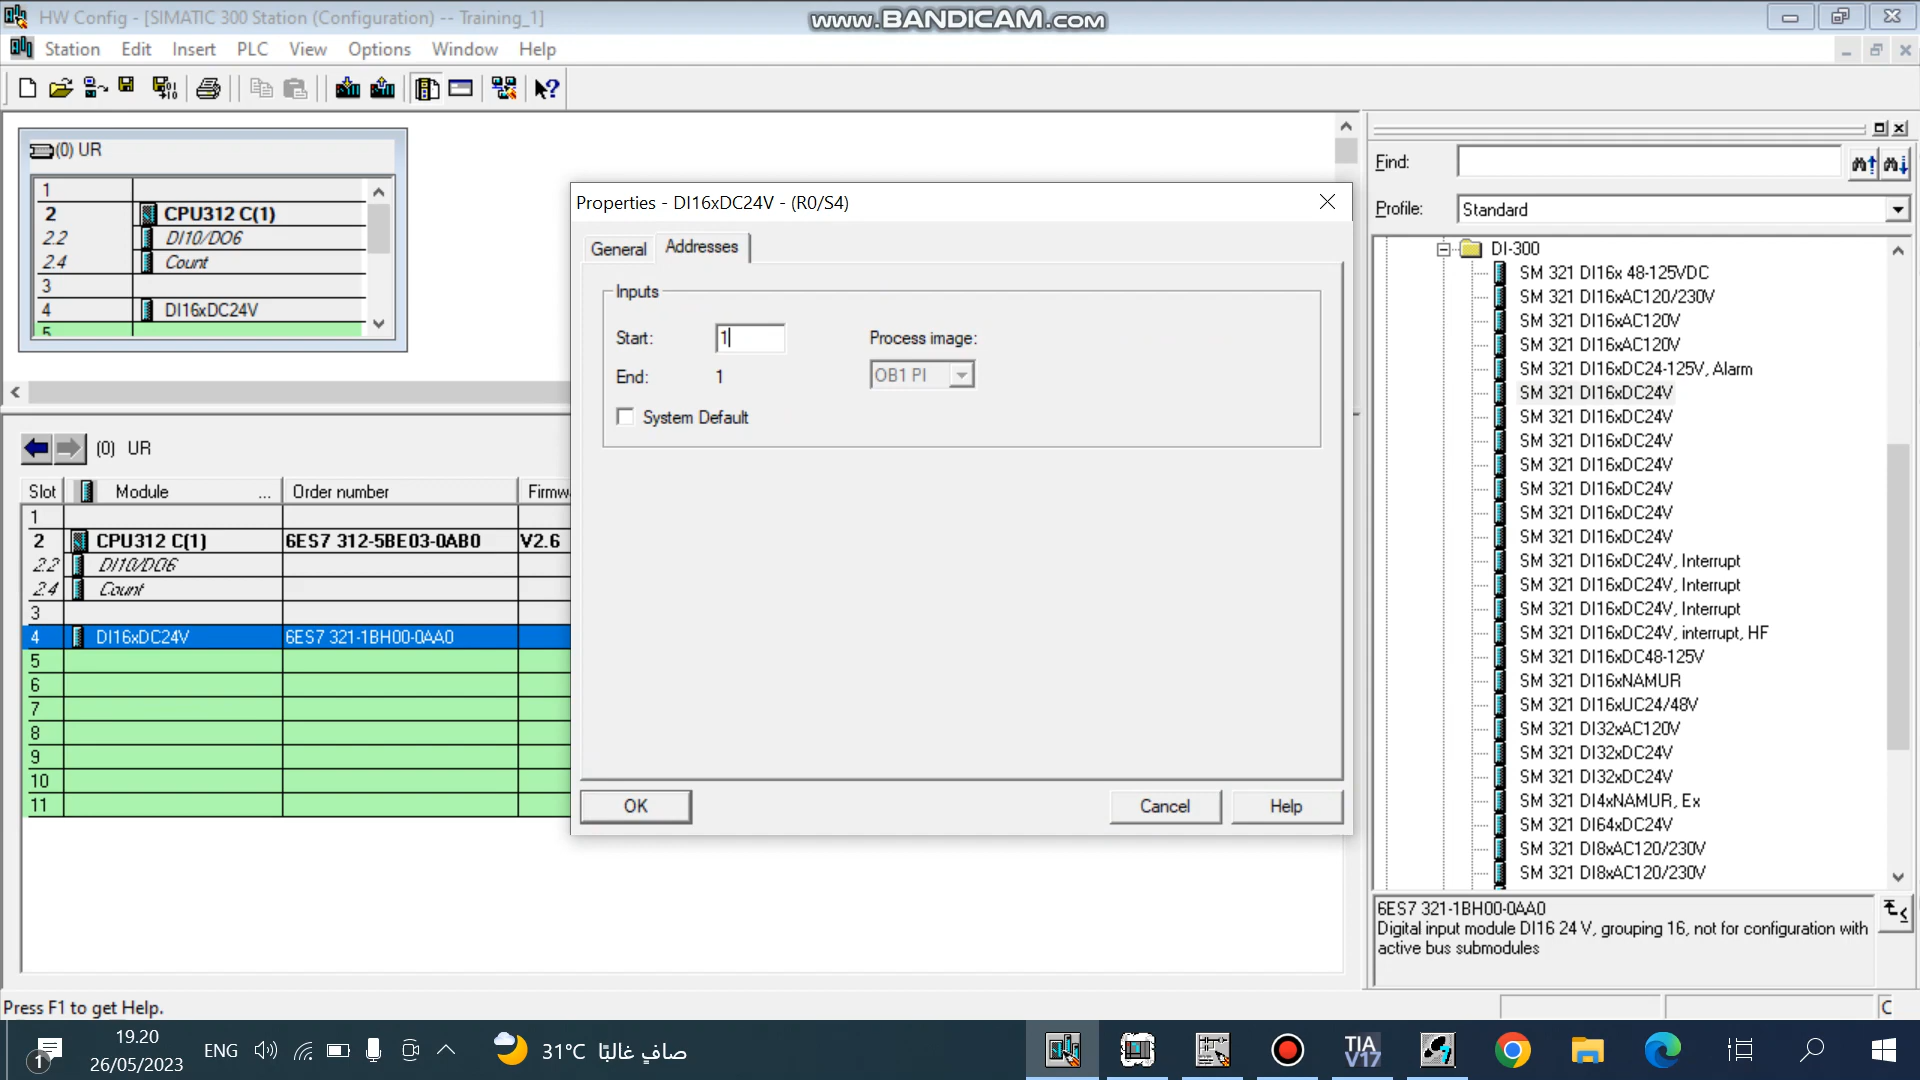 HW Config - [SIMATIC 300 Station (Configuration) -- Training_1]
www.BANDICAM.com
Station Edit Insert PLC View Options Window Help
(0) UR
1
2 CPU312 C(1)
2.2 DI10/DO6
2.4 Count
3
4 DI16xDC24V
5
Properties - DI16xDC24V - (R0/S4)
General Addresses
Inputs
Start: 1 Process image:
End: 1 OB1 PI
System Default
OK Cancel Help
(0) UR
Slot Module ... Order number Firmw
1
2 CPU312 C(1) 6ES7 312-5BE03-0AB0 V2.6
2.2 DI10/DO6
2.4 Count
3
4 DI16xDC24V 6ES7 321-1BH00-0AA0
5
6
7
8
9
10
11
Find:
Profile: Standard
DI-300
SM 321 DI16x 48-125VDC
SM 321 DI16xAC120/230V
SM 321 DI16xAC120V
SM 321 DI16xAC120V
SM 321 DI16xDC24-125V, Alarm
SM 321 DI16xDC24V
SM 321 DI16xDC24V
SM 321 DI16xDC24V
SM 321 DI16xDC24V
SM 321 DI16xDC24V
SM 321 DI16xDC24V
SM 321 DI16xDC24V
SM 321 DI16xDC24V, Interrupt
SM 321 DI16xDC24V, Interrupt
SM 321 DI16xDC24V, Interrupt
SM 321 DI16xDC24V, interrupt, HF
SM 321 DI16xDC48-125V
SM 321 DI16xNAMUR
SM 321 DI16xUC24/48V
SM 321 DI32xAC120V
SM 321 DI32xDC24V
SM 321 DI32xDC24V
SM 321 DI4xNAMUR, Ex
SM 321 DI64xDC24V
SM 321 DI8xAC120/230V
SM 321 DI8xAC120/230V
6ES7 321-1BH00-0AA0
Digital input module DI16 24 V, grouping 16, not for configuration with
active bus submodules
Press F1 to get Help.
C
1
19.20
26/05/2023
ENG
31°C صافٍ غالبًا
TIA
V17